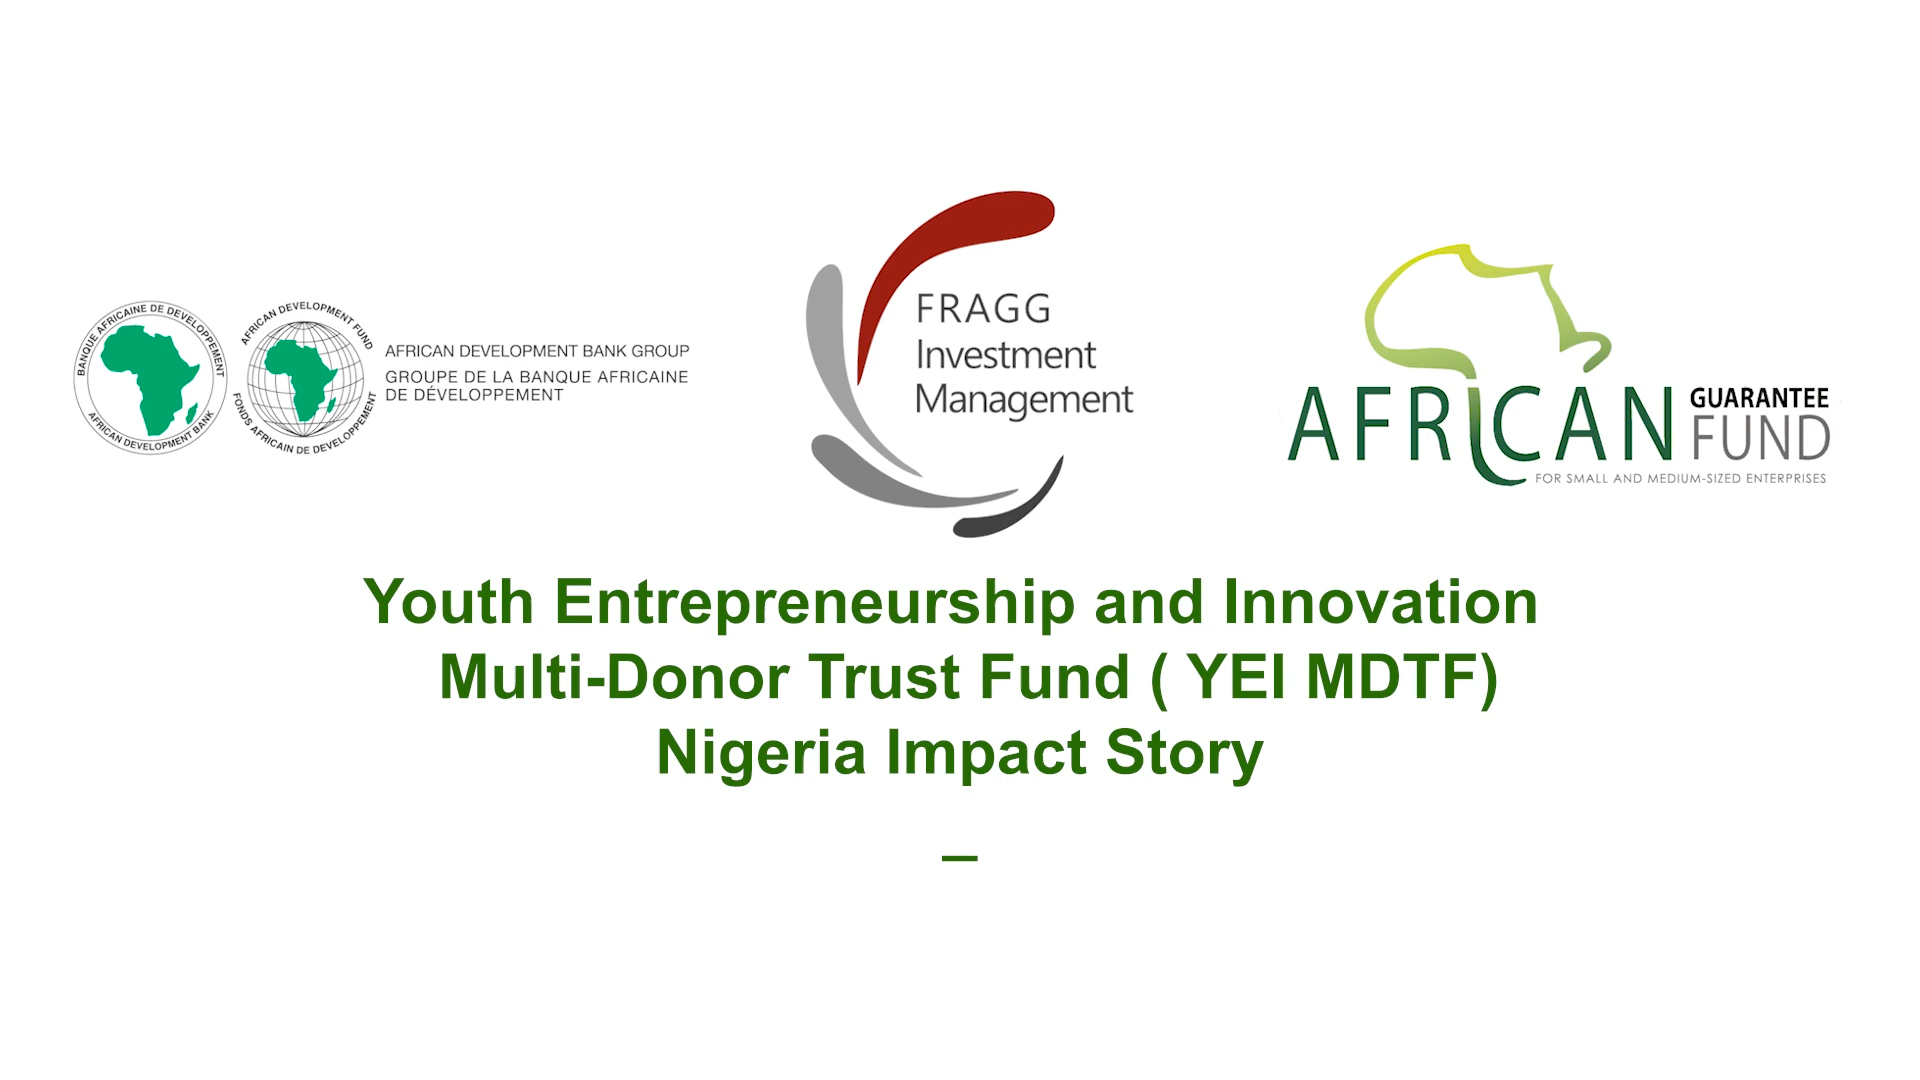 BANQUE AFRICAINE DE DEVELOPPEMENT
AFRICAN DEVELOPMENT BANK
AFRICAN DEVELOPMENT FUND
FONDS AFRICAIN DE DEVELOPPEMENT
AFRICAN DEVELOPMENT BANK GROUP
GROUPE DE LA BANQUE AFRICAINE
DE DÉVELOPPEMENT
FRAGG
Investment
Management
AFRICAN GUARANTEE
FUND
FOR SMALL AND MEDIUM-SIZED ENTERPRISES
Youth Entrepreneurship and Innovation
Multi-Donor Trust Fund ( YEI MDTF)
Nigeria Impact Story
_